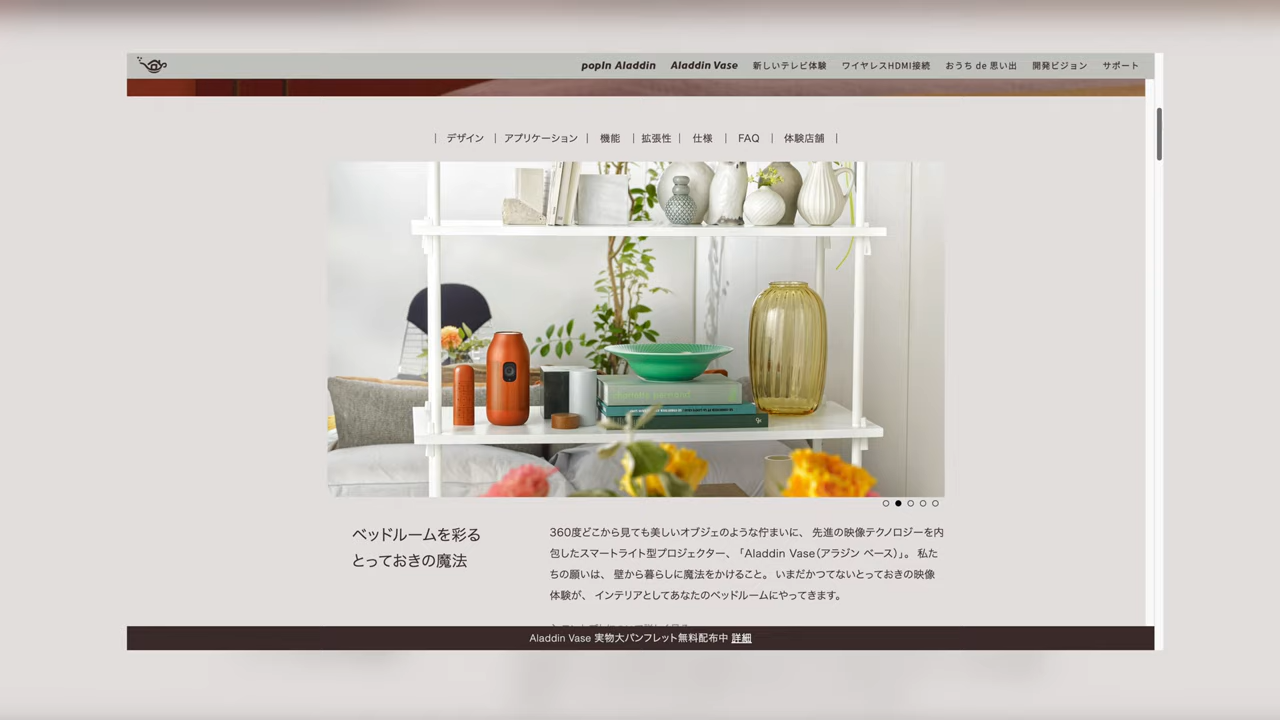 popIn Aladdin Aladdin Vase 新しいテレビ体験 ワイヤレスHDMI接続 おうち de 思い出 開発ビジョン サポート
| デザイン | アプリケーション | 機能 | 拡張性 | 仕様 | FAQ | 体験店舗 |
ベッドルームを彩る
とっておきの魔法
360度どこから見ても美しいオブジェのような佇まいに、 先進の映像テクノロジーを内
包したスマートライト型プロジェクター、「Aladdin Vase（アラジン ベース）」。 私た
ちの願いは、 壁から暮らしに魔法をかけること。 いまだかつてないとっておきの映像
体験が、 インテリアとしてあなたのベッドルームにやってきます。
Aladdin Vase 実物大パンフレット無料配布中 詳細